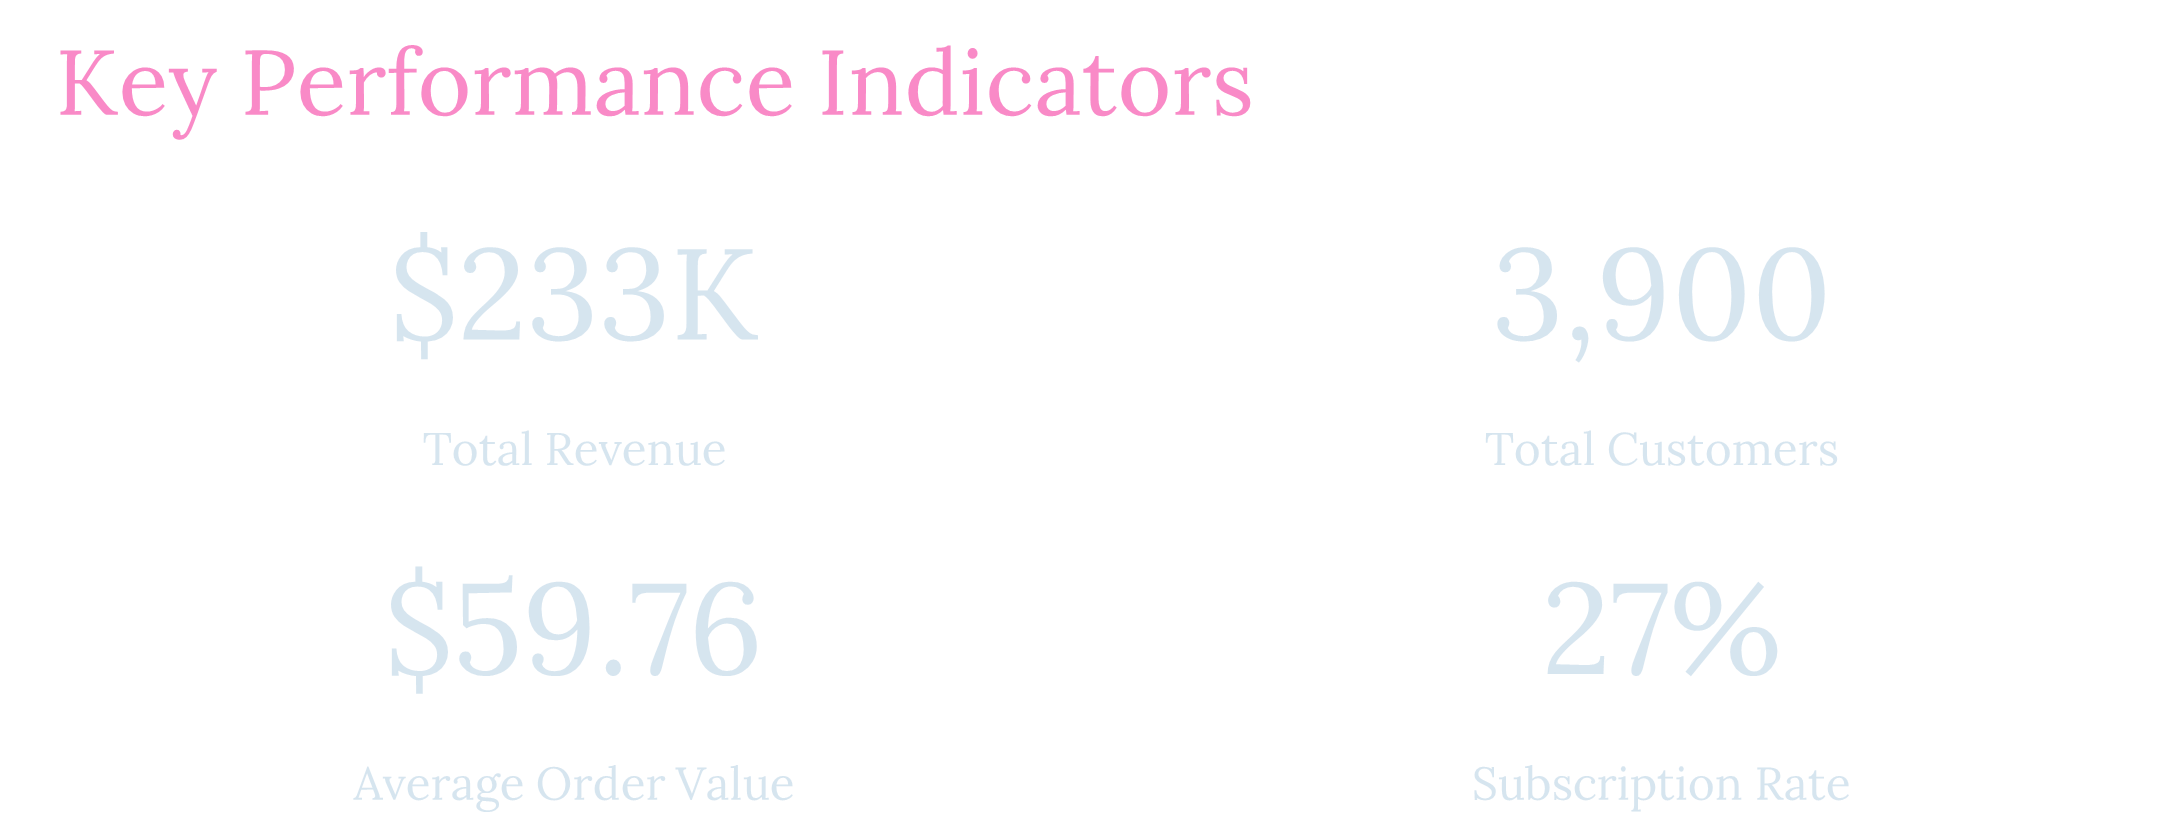 Key Performance Indicators
$233K
3,900
Total Revenue
Total Customers
$59.76
27%
Average Order Value
Subscription Rate